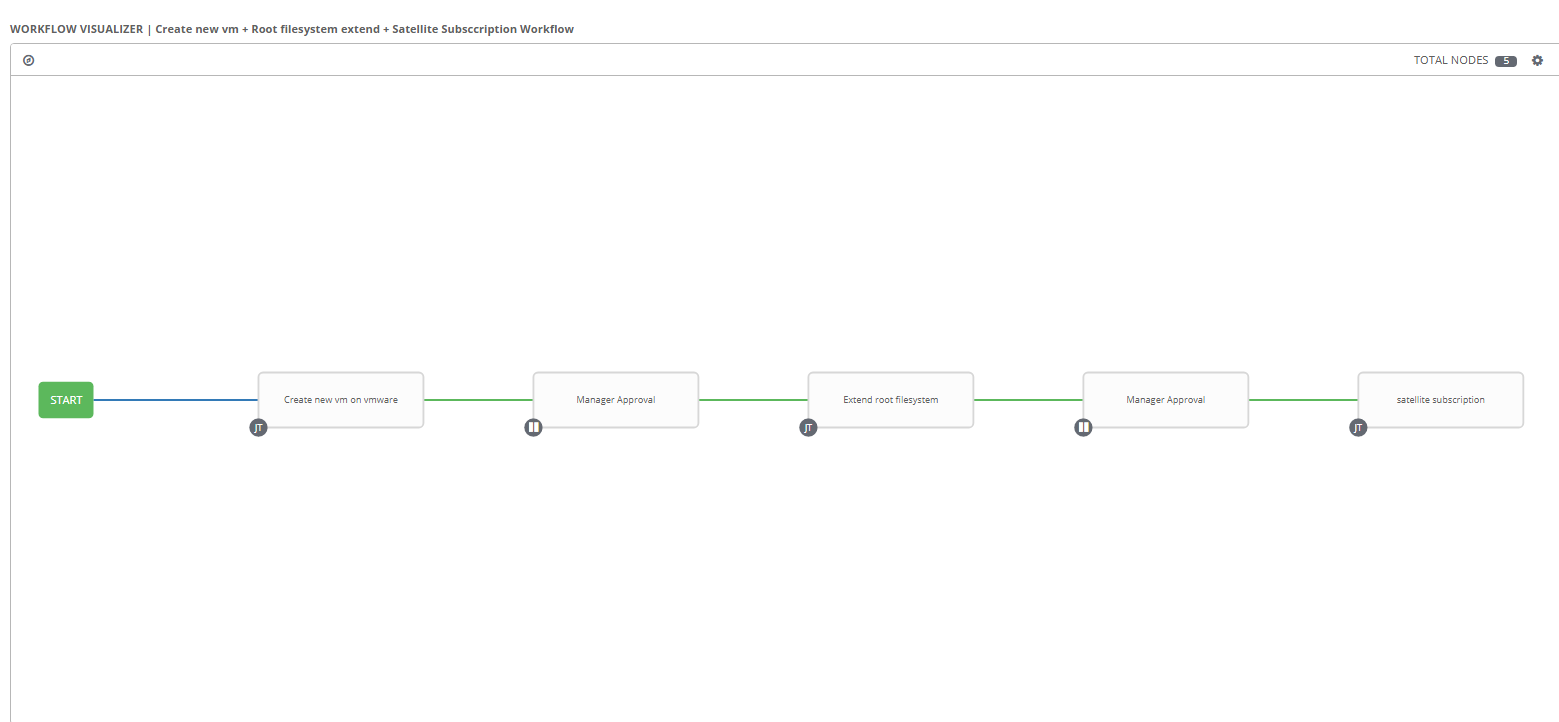 WORKFLOW VISUALIZER | Create new vm + Root filesystem extend + Satellite Subsccription Workflow
TOTAL NODES 5
START
Create new vm on vmware
JT
Manager Approval
Extend root filesystem
JT
Manager Approval
satellite subscription
JT